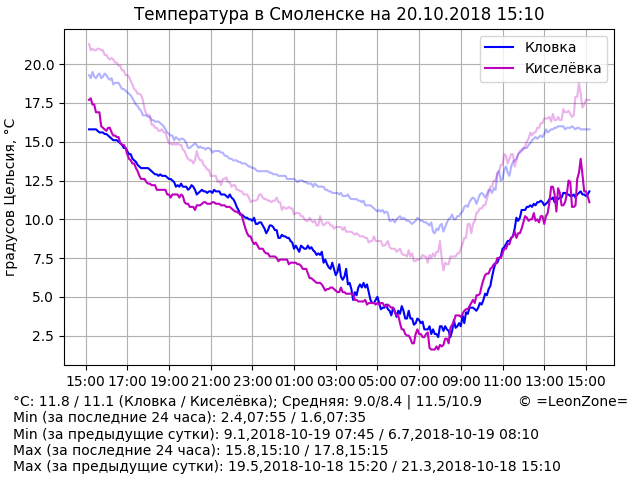 Температура в Смоленске на 20.10.2018 15:10
Кловка
Киселёвка
градусов Цельсия, °C
20.0
17.5
15.0
12.5
10.0
7.5
5.0
2.5
15:00 17:00 19:00 21:00 23:00 01:00 03:00 05:00 07:00 09:00 11:00 13:00 15:00
°C: 11.8 / 11.1 (Кловка / Киселёвка); Средняя: 9.0/8.4 | 11.5/10.9 © =LeonZone=
Min (за последние 24 часа): 2.4,07:55 / 1.6,07:35
Min (за предыдущие сутки): 9.1,2018-10-19 07:45 / 6.7,2018-10-19 08:10
Max (за последние 24 часа): 15.8,15:10 / 17.8,15:15
Max (за предыдущие сутки): 19.5,2018-10-18 15:20 / 21.3,2018-10-18 15:10